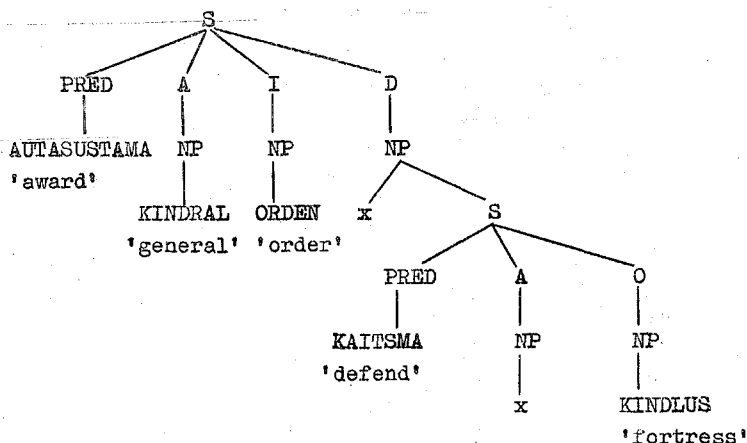 S
PRED A I D
AUTASUSTAMA NP NP NP
'award'
KINDRAL ORDEN x S
'general' 'order'
PRED A O
KAITSMA NP NP
'defend'
x KINDLUS
'fortress'